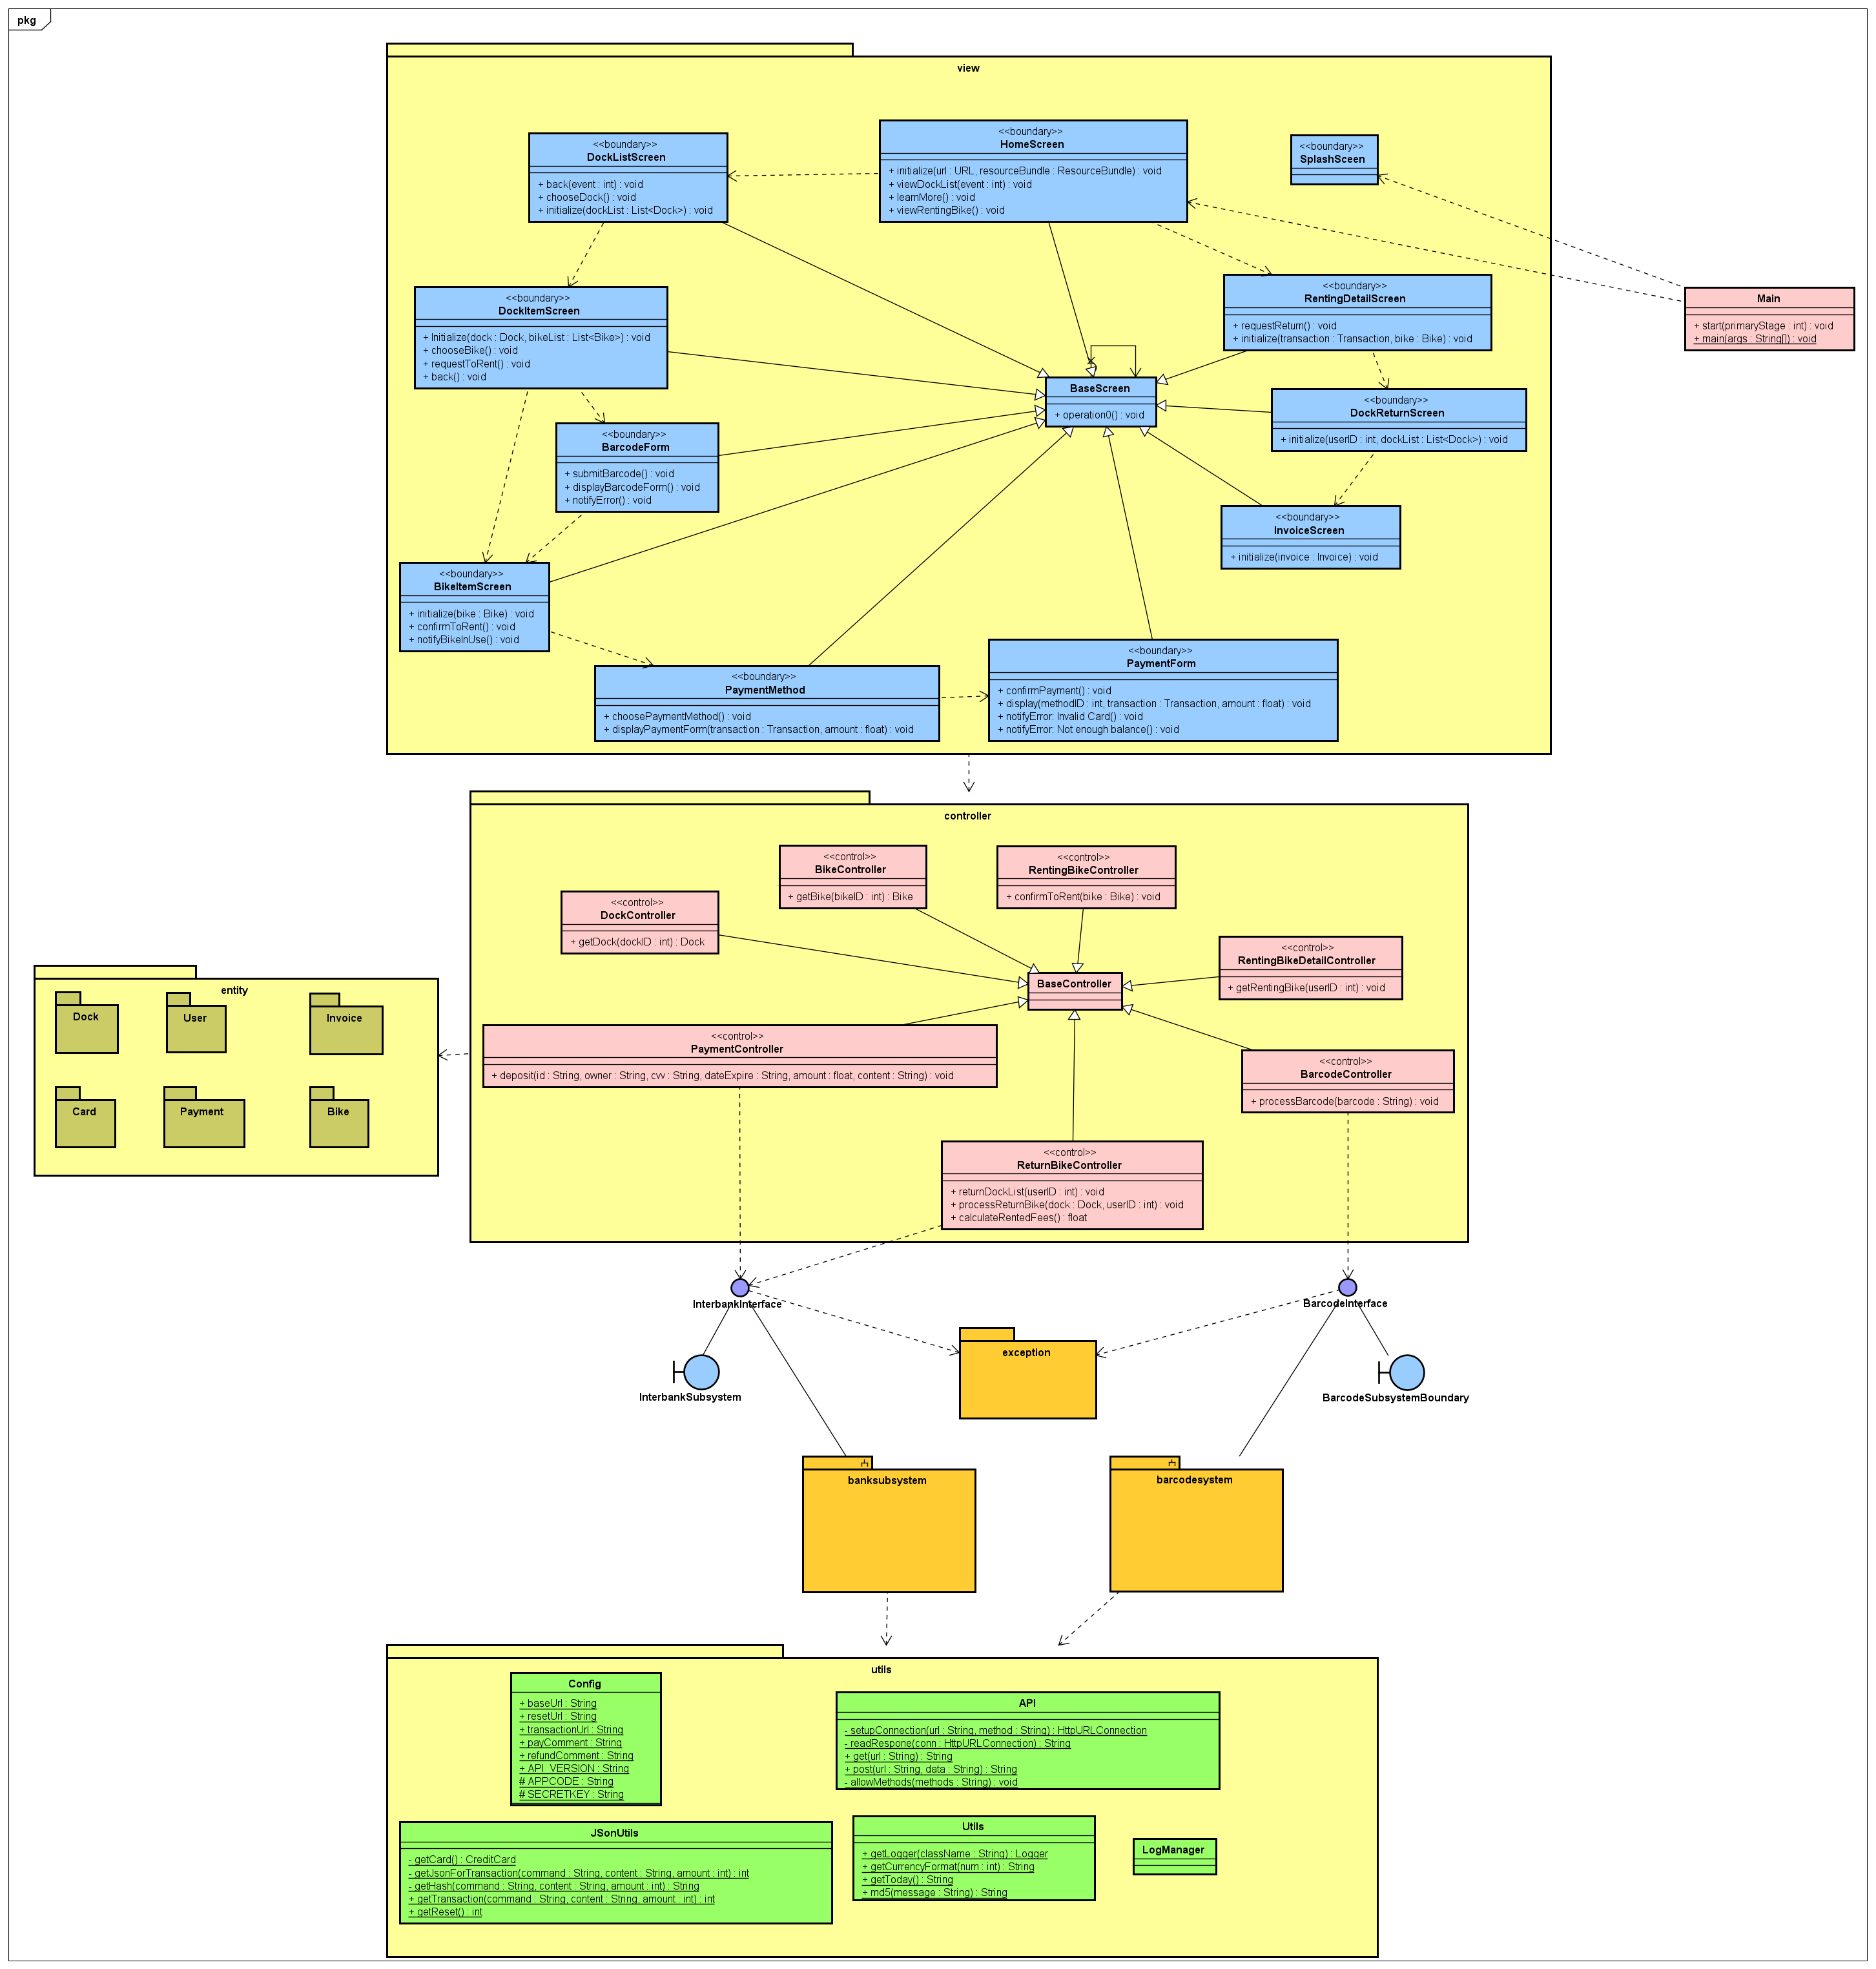 pkg
view
<<boundary>>
DockListScreen
+ back(event : int) : void
+ chooseDock() : void
+ initialize(dockList : List<Dock>) : void
<<boundary>>
HomeScreen
+ initialize(url : URL, resourceBundle : ResourceBundle) : void
+ viewDockList(event : int) : void
+ learnMore() : void
+ viewRentingBike() : void
<<boundary>>
SplashSceen
<<boundary>>
DockItemScreen
+ Initialize(dock : Dock, bikeList : List<Bike>) : void
+ chooseBike() : void
+ requestToRent() : void
+ back() : void
<<boundary>>
RentingDetailScreen
+ requestReturn() : void
+ initialize(transaction : Transaction, bike : Bike) : void
Main
+ start(primaryStage : int) : void
+ main(args : String[]) : void
BaseScreen
+ operation0() : void
<<boundary>>
DockReturnScreen
+ initialize(userID : int, dockList : List<Dock>) : void
<<boundary>>
BarcodeForm
+ submitBarcode() : void
+ displayBarcodeForm() : void
+ notifyError() : void
<<boundary>>
InvoiceScreen
+ initialize(invoice : Invoice) : void
<<boundary>>
BikeItemScreen
+ initialize(bike : Bike) : void
+ confirmToRent() : void
+ notifyBikeInUse() : void
<<boundary>>
PaymentMethod
+ choosePaymentMethod() : void
+ displayPaymentForm(transaction : Transaction, amount : float) : void
<<boundary>>
PaymentForm
+ confirmPayment() : void
+ display(methodID : int, transaction : Transaction, amount : float) : void
+ notifyError: Invalid Card() : void
+ notifyError: Not enough balance() : void
controller
<<control>>
BikeController
+ getBike(bikeID : int) : Bike
<<control>>
RentingBikeController
+ confirmToRent(bike : Bike) : void
<<control>>
DockController
+ getDock(dockID : int) : Dock
<<control>>
RentingBikeDetailController
+ getRentingBike(userID : int) : void
BaseController
<<control>>
PaymentController
+ deposit(id : String, owner : String, cvv : String, dateExpire : String, amount : float, content : String) : void
<<control>>
BarcodeController
+ processBarcode(barcode : String) : void
<<control>>
ReturnBikeController
+ returnDockList(userID : int) : void
+ processReturnBike(dock : Dock, userID : int) : void
+ calculateRentedFees() : float
entity
Dock
User
Invoice
Card
Payment
Bike
InterbankInterface
BarcodeInterface
exception
InterbankSubsystem
BarcodeSubsystemBoundary
banksubsystem
barcodesystem
utils
Config
+ baseUrl : String
+ resetUrl : String
+ transactionUrl : String
+ payComment : String
+ refundComment : String
+ API_VERSION : String
# APPCODE : String
# SECRETKEY : String
API
- setupConnection(url : String, method : String) : HttpURLConnection
- readRespone(conn : HttpURLConnection) : String
+ get(url : String) : String
+ post(url : String, data : String) : String
- allowMethods(methods : String) : void
JSonUtils
- getCard() : CreditCard
- getJsonForTransaction(command : String, content : String, amount : int) : int
- getHash(command : String, content : String, amount : int) : String
+ getTransaction(command : String, content : String, amount : int) : int
+ getReset() : int
Utils
+ getLogger(className : String) : Logger
+ getCurrencyFormat(num : int) : String
+ getToday() : String
+ md5(message : String) : String
LogManager